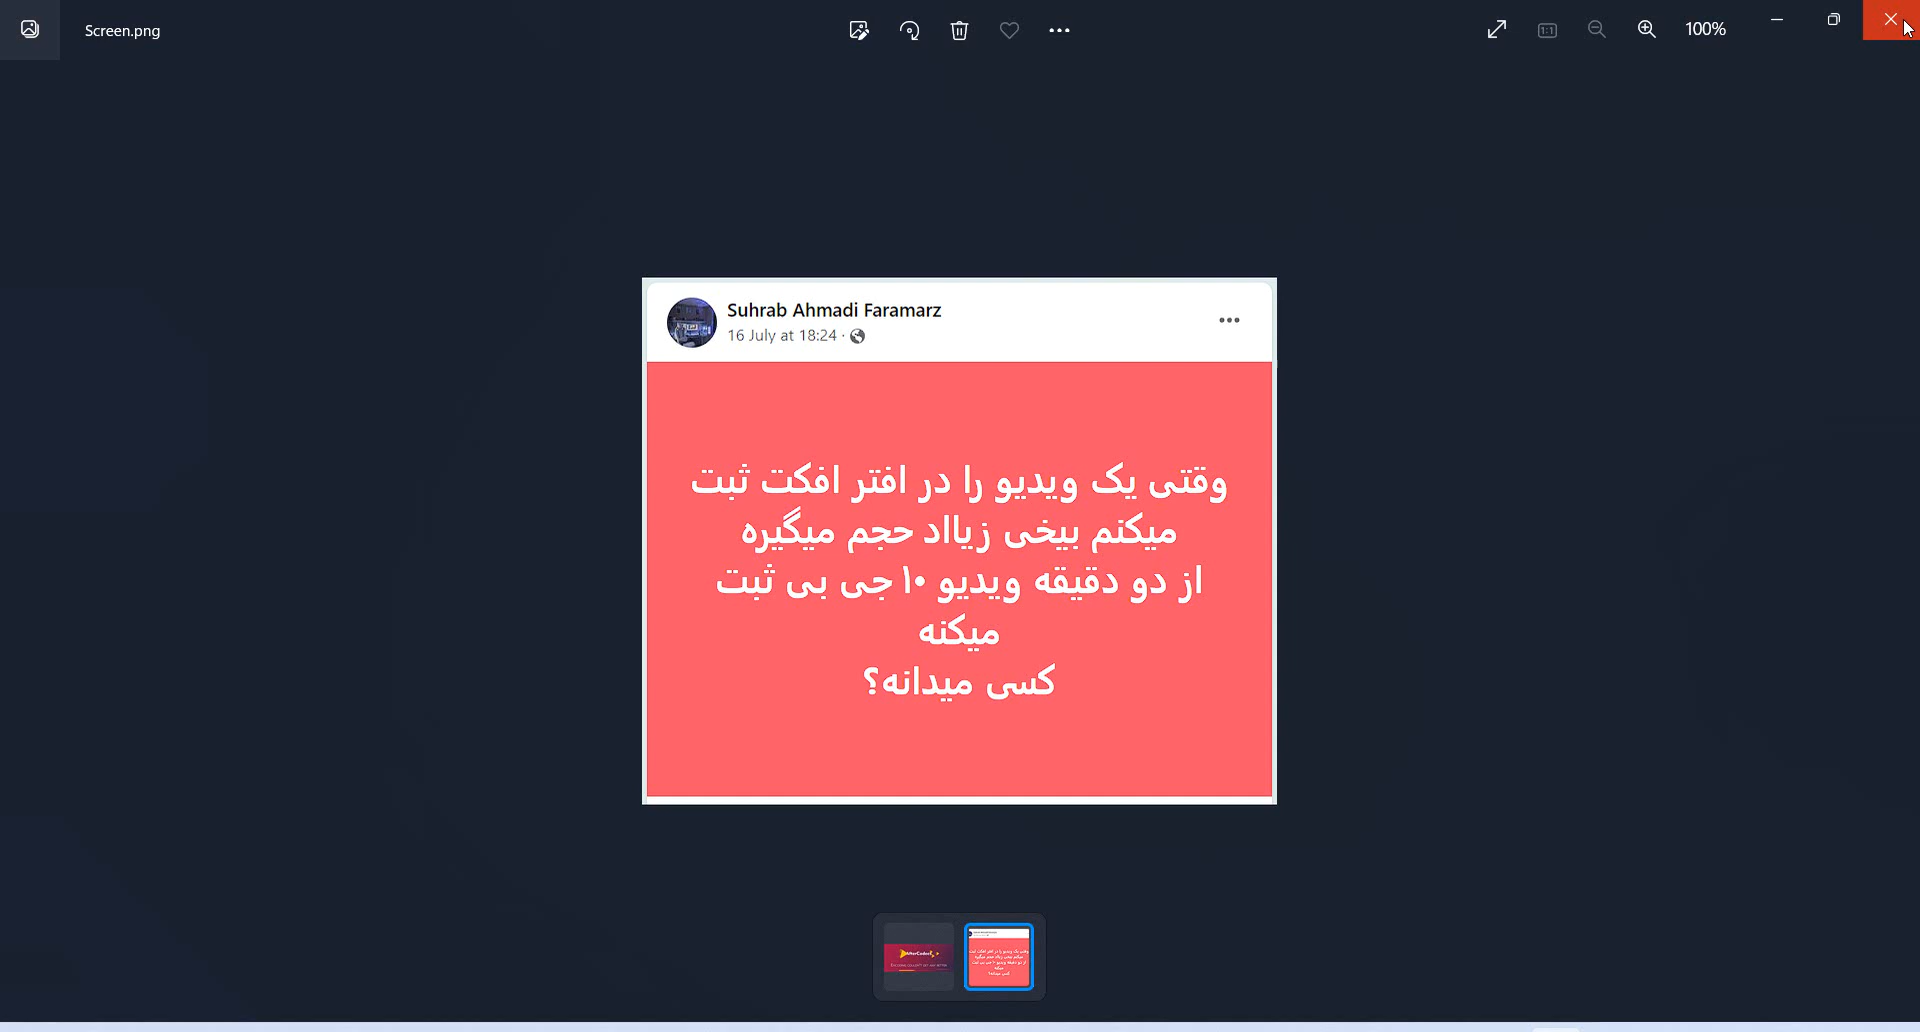 Screen.png
100%
Suhrab Ahmadi Faramarz
16 July at 18:24 ·
وقتی یک ویدیو را در افتر افکت ثبت
میکنم بیخی زیااد حجم میگیره
از دو دقیقه ویدیو ۱۰ جی بی ثبت
میکنه
کسی میدانه؟